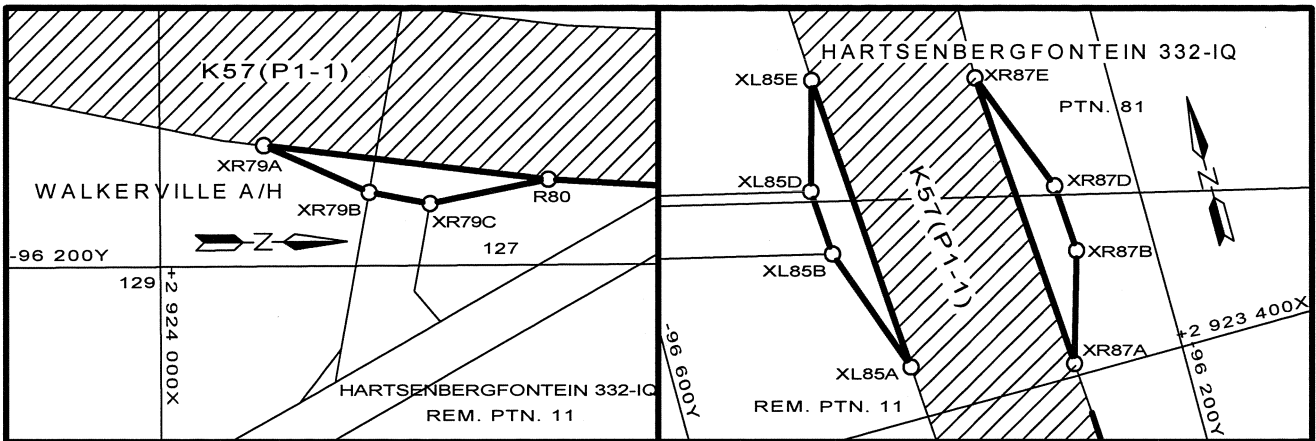 K57(P1-1)
XR79A
WALKERVILLE A/H
XR79B
XR79C
R80
N
127
-96 200Y
129
+2 924 000X
HARTSENBERGFONTEIN 332-IQ
REM. PTN. 11
HARTSENBERGFONTEIN 332-IQ
XL85E
XR87E
PTN. 81
N
XL85D
XR87D
K57(P1-1)
XL85B
XR87B
+2 923 400X
-96 600Y
XR87A
-96 200Y
XL85A
REM. PTN. 11